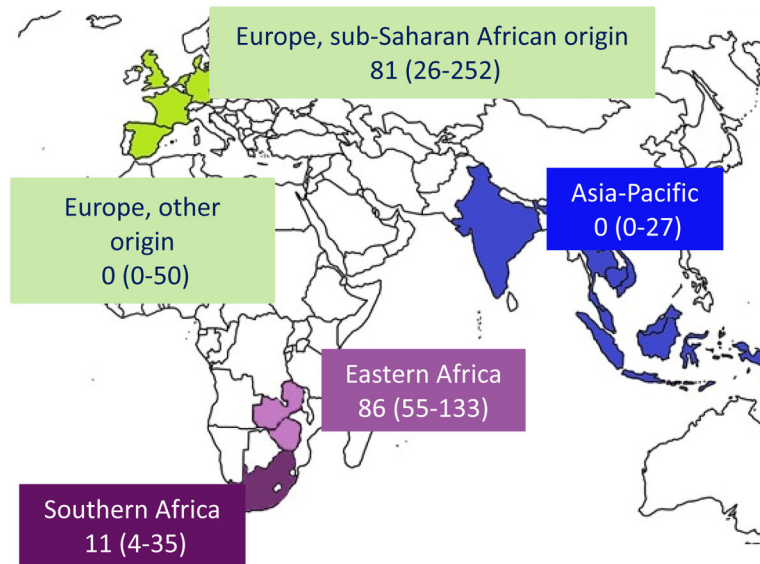 Europe, sub-Saharan African origin
81 (26-252)
Europe, other
origin
0 (0-50)
Asia-Pacific
0 (0-27)
Eastern Africa
86 (55-133)
Southern Africa
11 (4-35)